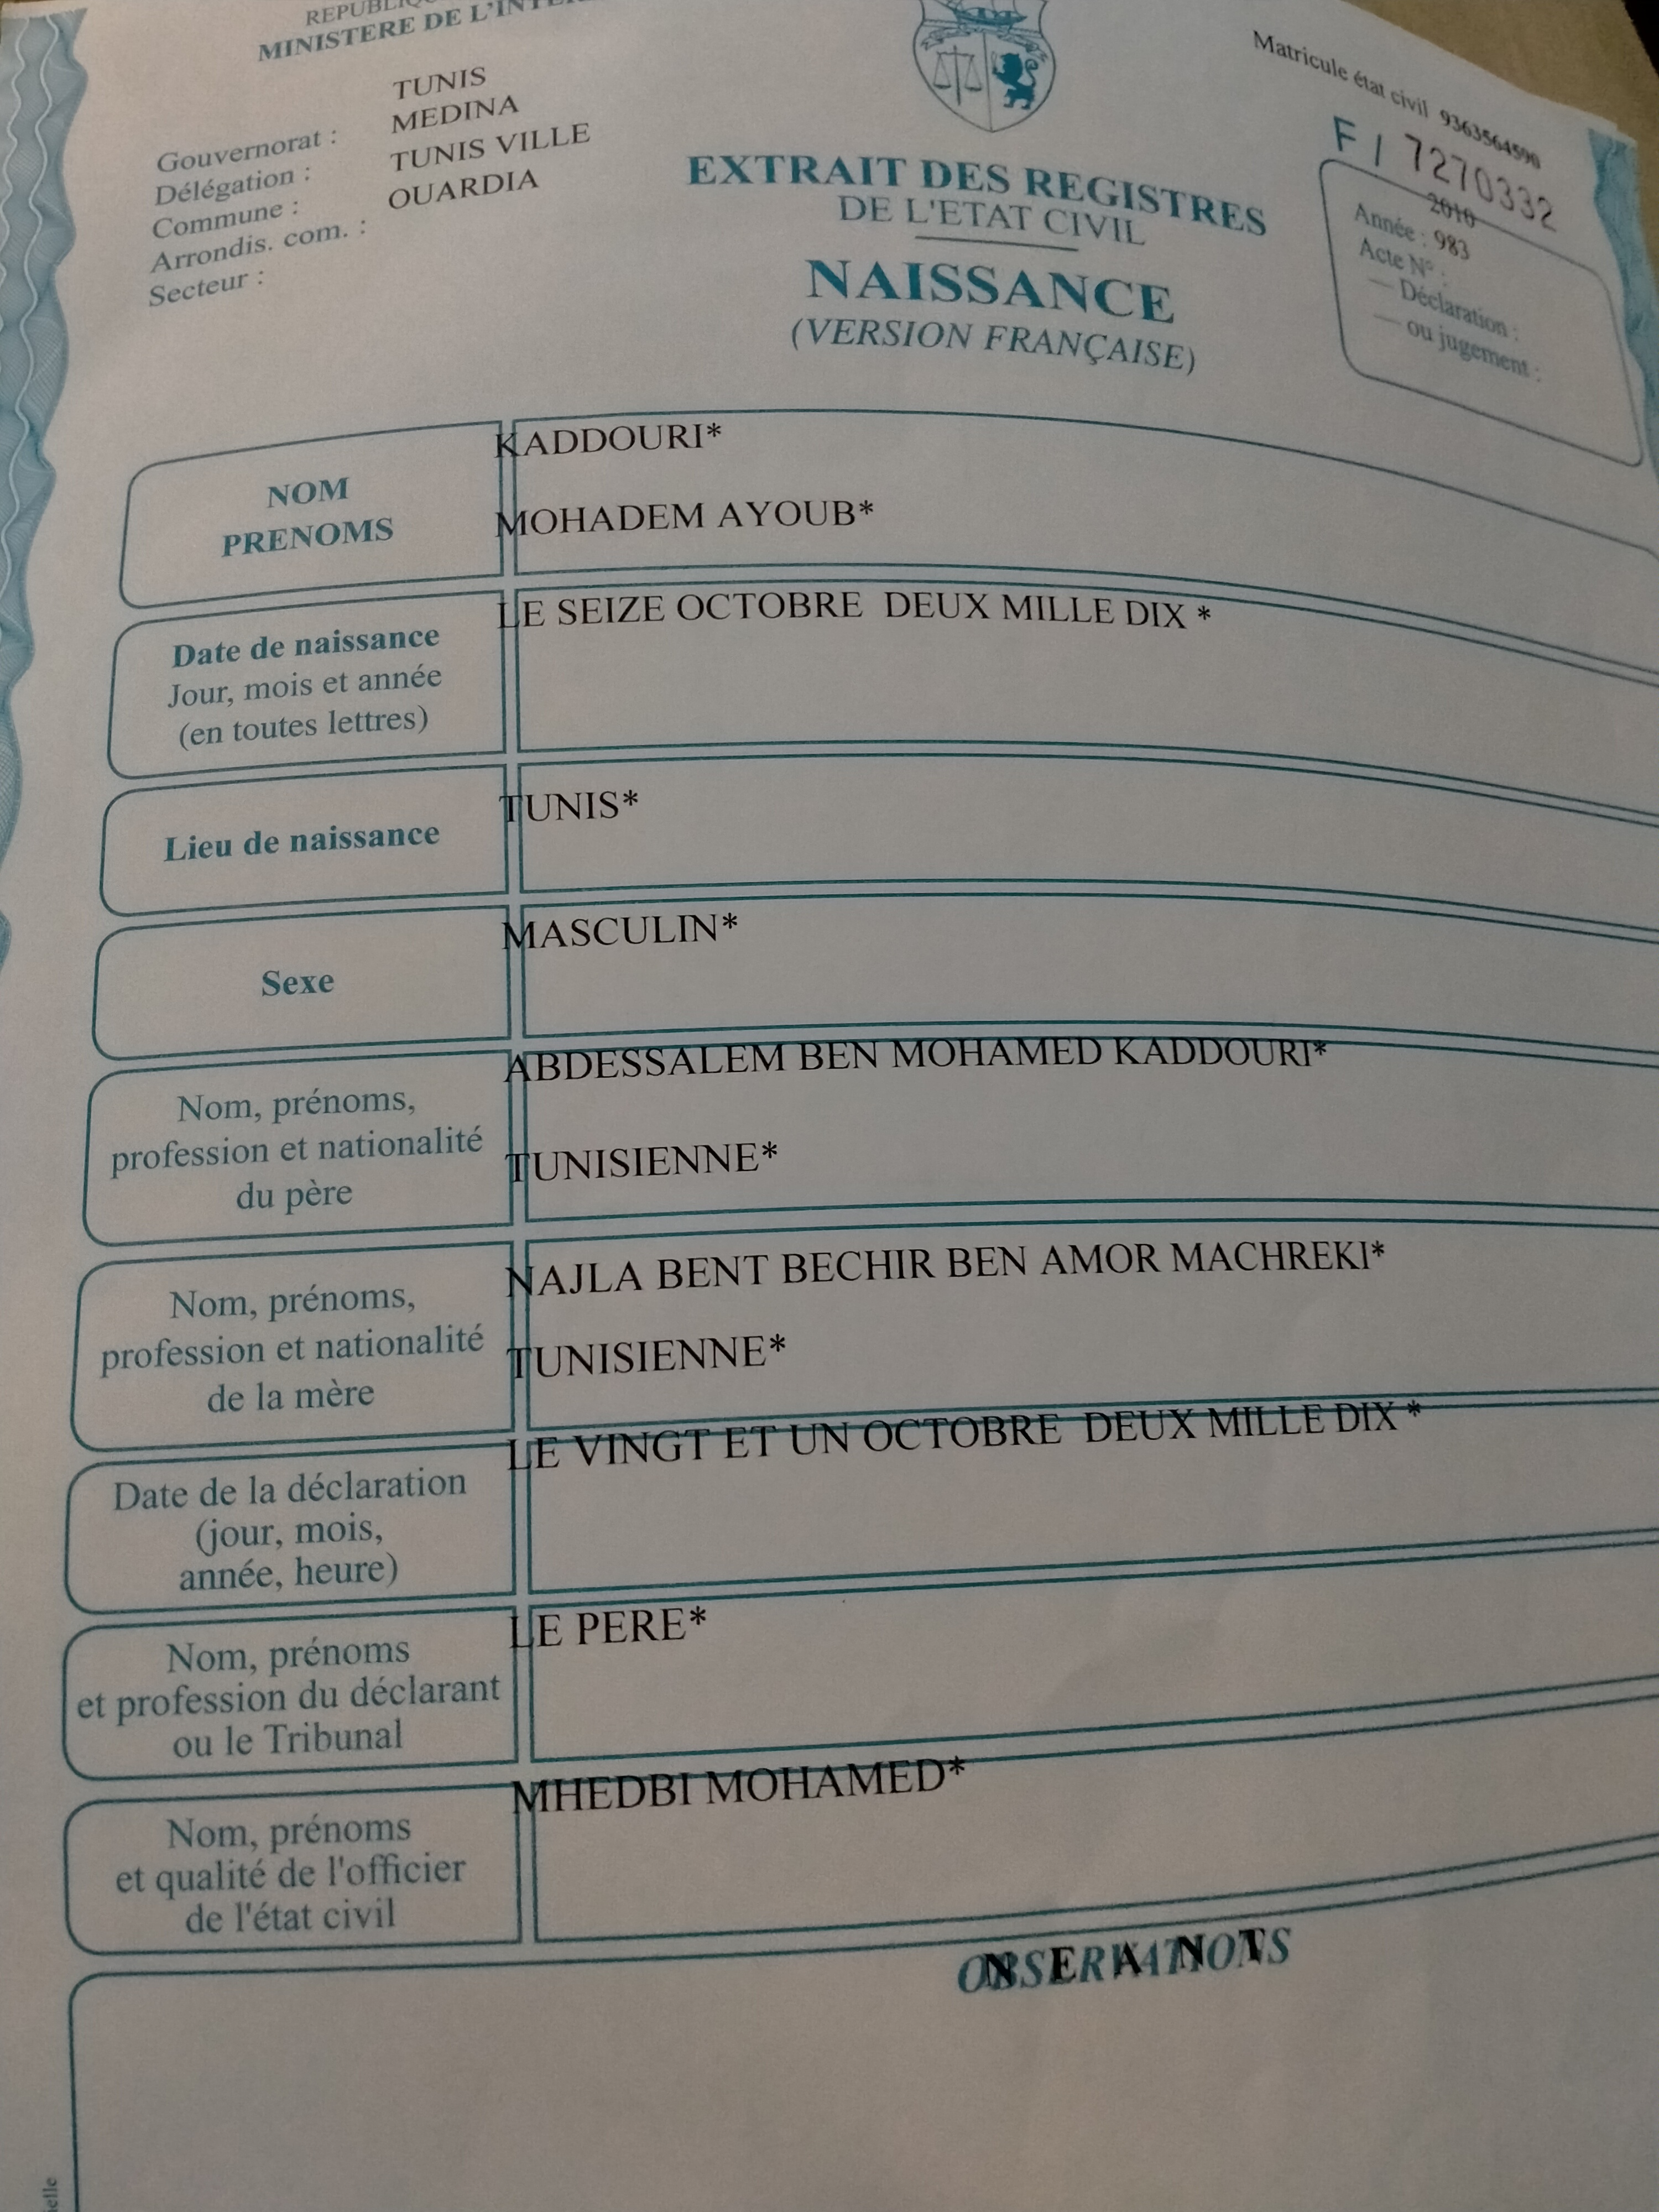 MINISTERE DE L'INTE
Gouvernorat : TUNIS
Délégation : MEDINA
Commune : TUNIS VILLE
Arrondis. com. : OUARDIA
Secteur :
EXTRAIT DES REGISTRES
DE L'ETAT CIVIL
NAISSANCE
(VERSION FRANÇAISE)
Matricule état civil 9363564590
F / 7270332
2010
Année : 983
Acte N° :
— Déclaration :
— ou jugement :
NOM
PRENOMS
KADDOURI*
MOHADEM AYOUB*
Date de naissance
Jour, mois et année
(en toutes lettres)
LE SEIZE OCTOBRE DEUX MILLE DIX *
Lieu de naissance
TUNIS*
Sexe
MASCULIN*
Nom, prénoms,
profession et nationalité
du père
ABDESSALEM BEN MOHAMED KADDOURI*
TUNISIENNE*
Nom, prénoms,
profession et nationalité
de la mère
NAJLA BENT BECHIR BEN AMOR MACHREKI*
TUNISIENNE*
Date de la déclaration
(jour, mois,
année, heure)
LE VINGT ET UN OCTOBRE DEUX MILLE DIX *
Nom, prénoms
et profession du déclarant
ou le Tribunal
LE PERE*
Nom, prénoms
et qualité de l'officier
de l'état civil
MHEDBI MOHAMED*
OBSERVATIONS
NEANT